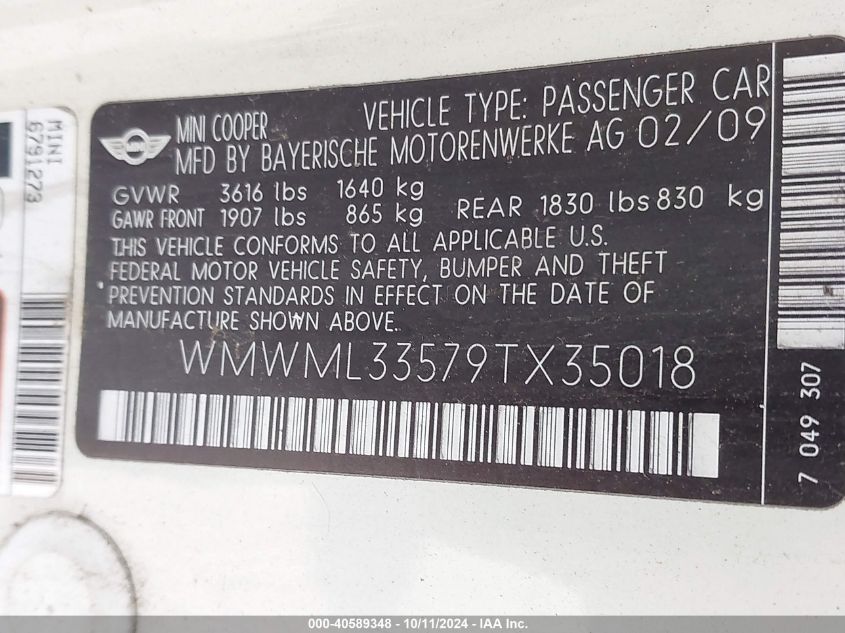 MINI COOPER VEHICLE TYPE: PASSENGER CAR
MFD BY BAYERISCHE MOTORENWERKE AG 02/09
GVWR 3616 lbs 1640 kg
GAWR FRONT 1907 lbs 865 kg REAR 1830 lbs 830 kg
THIS VEHICLE CONFORMS TO ALL APPLICABLE U.S.
FEDERAL MOTOR VEHICLE SAFETY, BUMPER AND THEFT
PREVENTION STANDARDS IN EFFECT ON THE DATE OF
MANUFACTURE SHOWN ABOVE.
WMWML33579TX35018
7 049 307
MINI
6791273
MINI
000-40589348 - 10/11/2024 - IAA Inc.